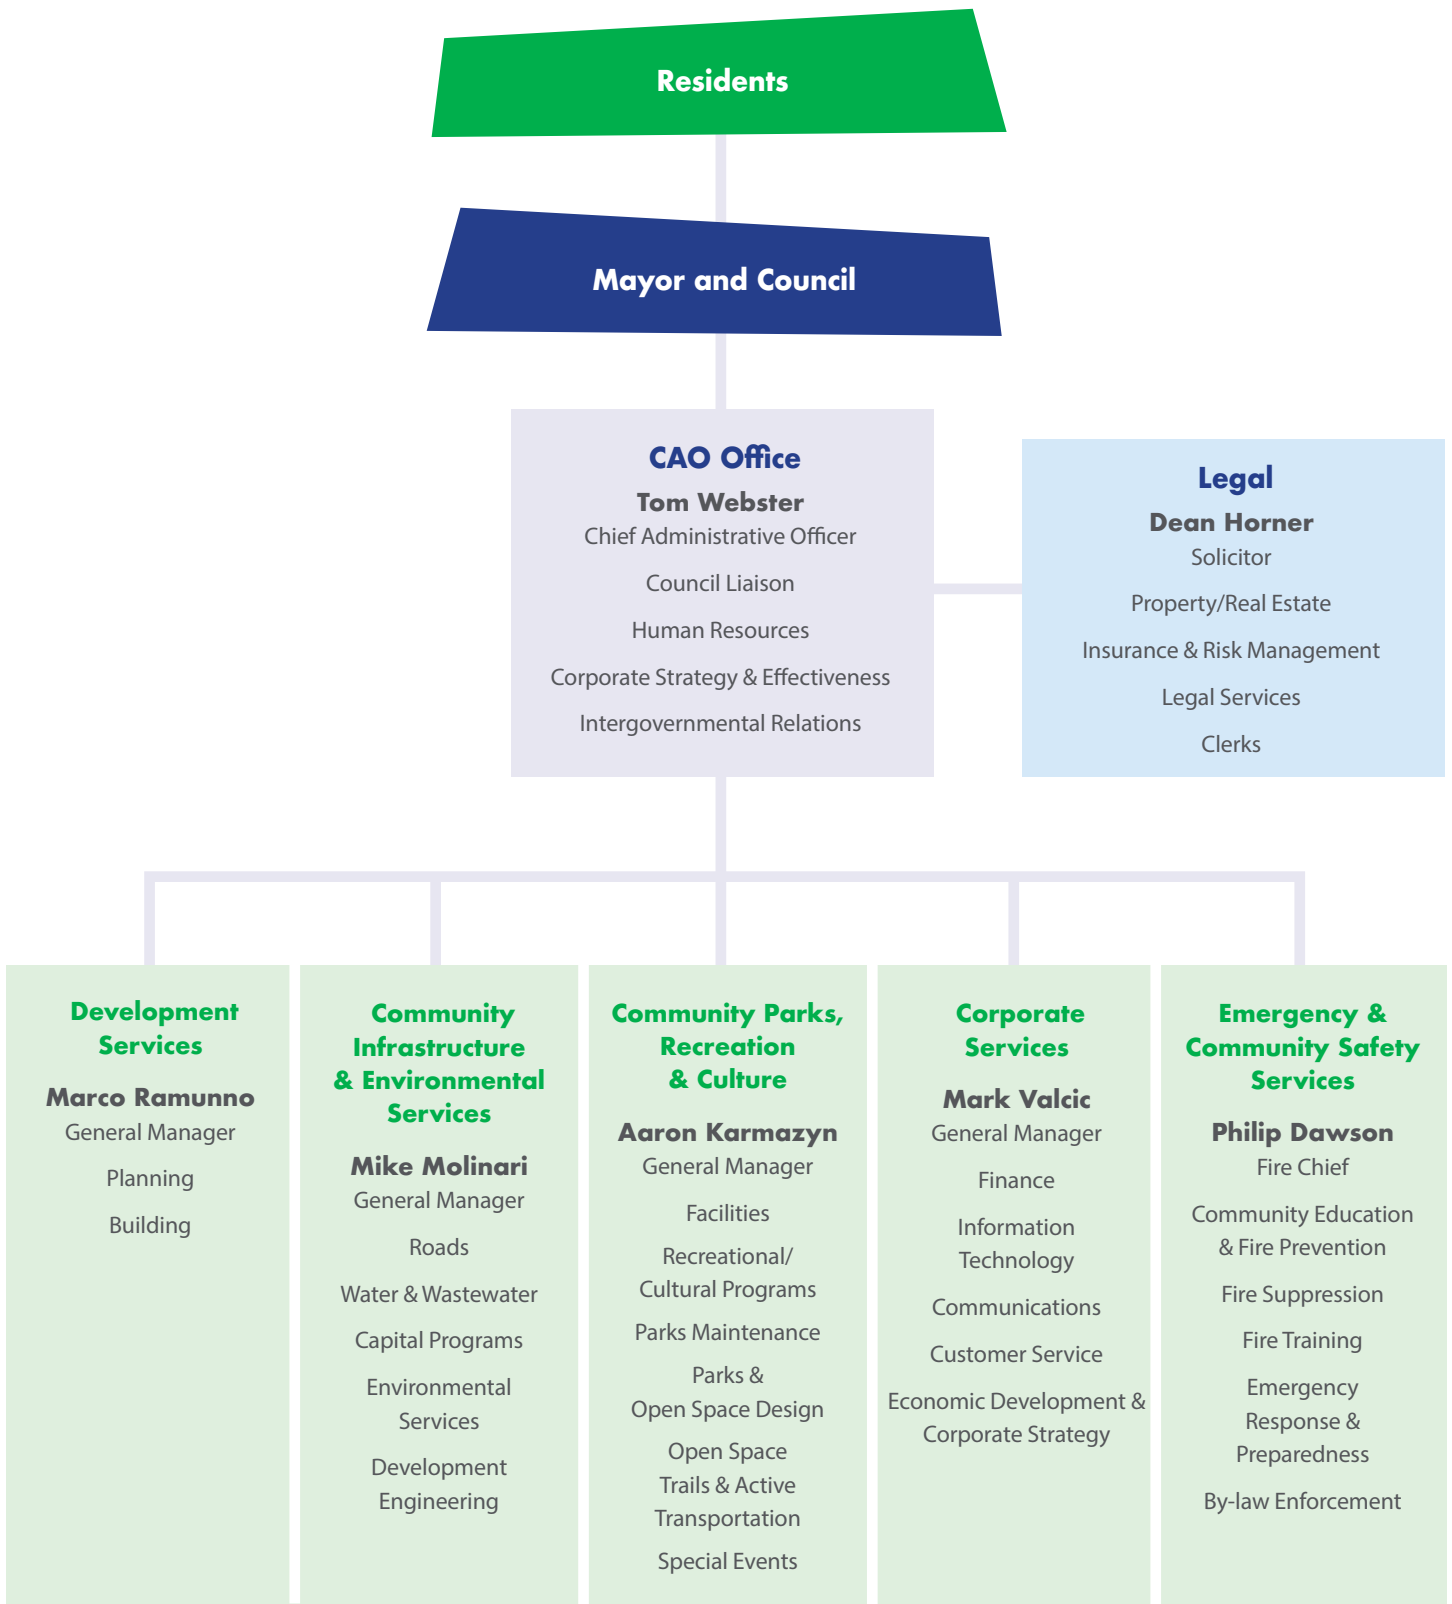 Residents
Mayor and Council
CAO Office
Tom Webster
Chief Administrative Officer
Council Liaison
Human Resources
Corporate Strategy & Effectiveness
Intergovernmental Relations
Legal
Dean Horner
Solicitor
Property/Real Estate
Insurance & Risk Management
Legal Services
Clerks
Development
Services
Marco Ramunno
General Manager
Planning
Building
Community
Infrastructure
& Environmental
Services
Mike Molinari
General Manager
Roads
Water & Wastewater
Capital Programs
Environmental
Services
Development
Engineering
Community Parks,
Recreation
& Culture
Aaron Karmazyn
General Manager
Facilities
Recreational/
Cultural Programs
Parks Maintenance
Parks &
Open Space Design
Open Space
Trails & Active
Transportation
Special Events
Corporate
Services
Mark Valcic
General Manager
Finance
Information
Technology
Communications
Customer Service
Economic Development &
Corporate Strategy
Emergency &
Community Safety
Services
Philip Dawson
Fire Chief
Community Education
& Fire Prevention
Fire Suppression
Fire Training
Emergency
Response &
Preparedness
By-law Enforcement